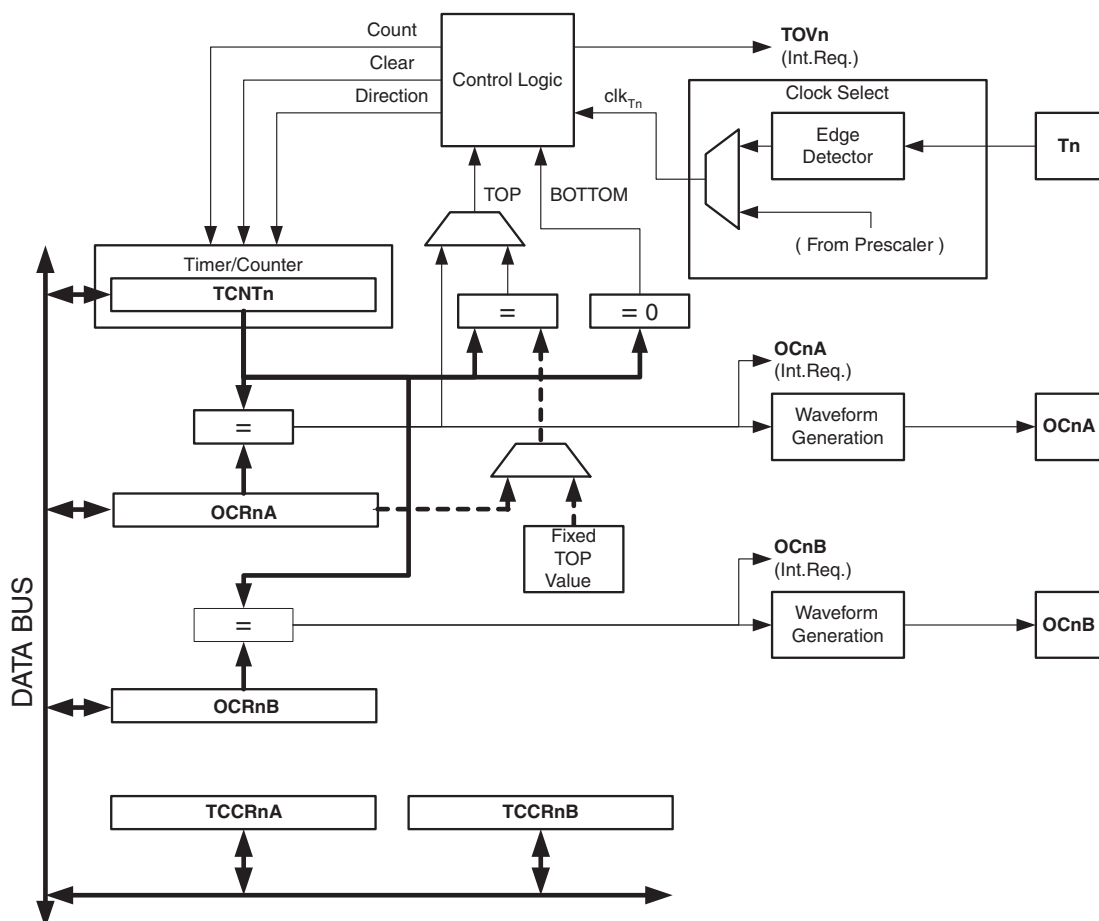 Count
Clear
Direction
Control Logic
TOVn
(Int.Req.)
Clock Select
clkTn
Edge
Detector
Tn
( From Prescaler )
TOP
BOTTOM
Timer/Counter
TCNTn
=
= 0
OCnA
(Int.Req.)
=
Waveform
Generation
OCnA
OCRnA
Fixed
TOP
Value
OCnB
(Int.Req.)
=
Waveform
Generation
OCnB
OCRnB
DATA BUS
TCCRnA
TCCRnB